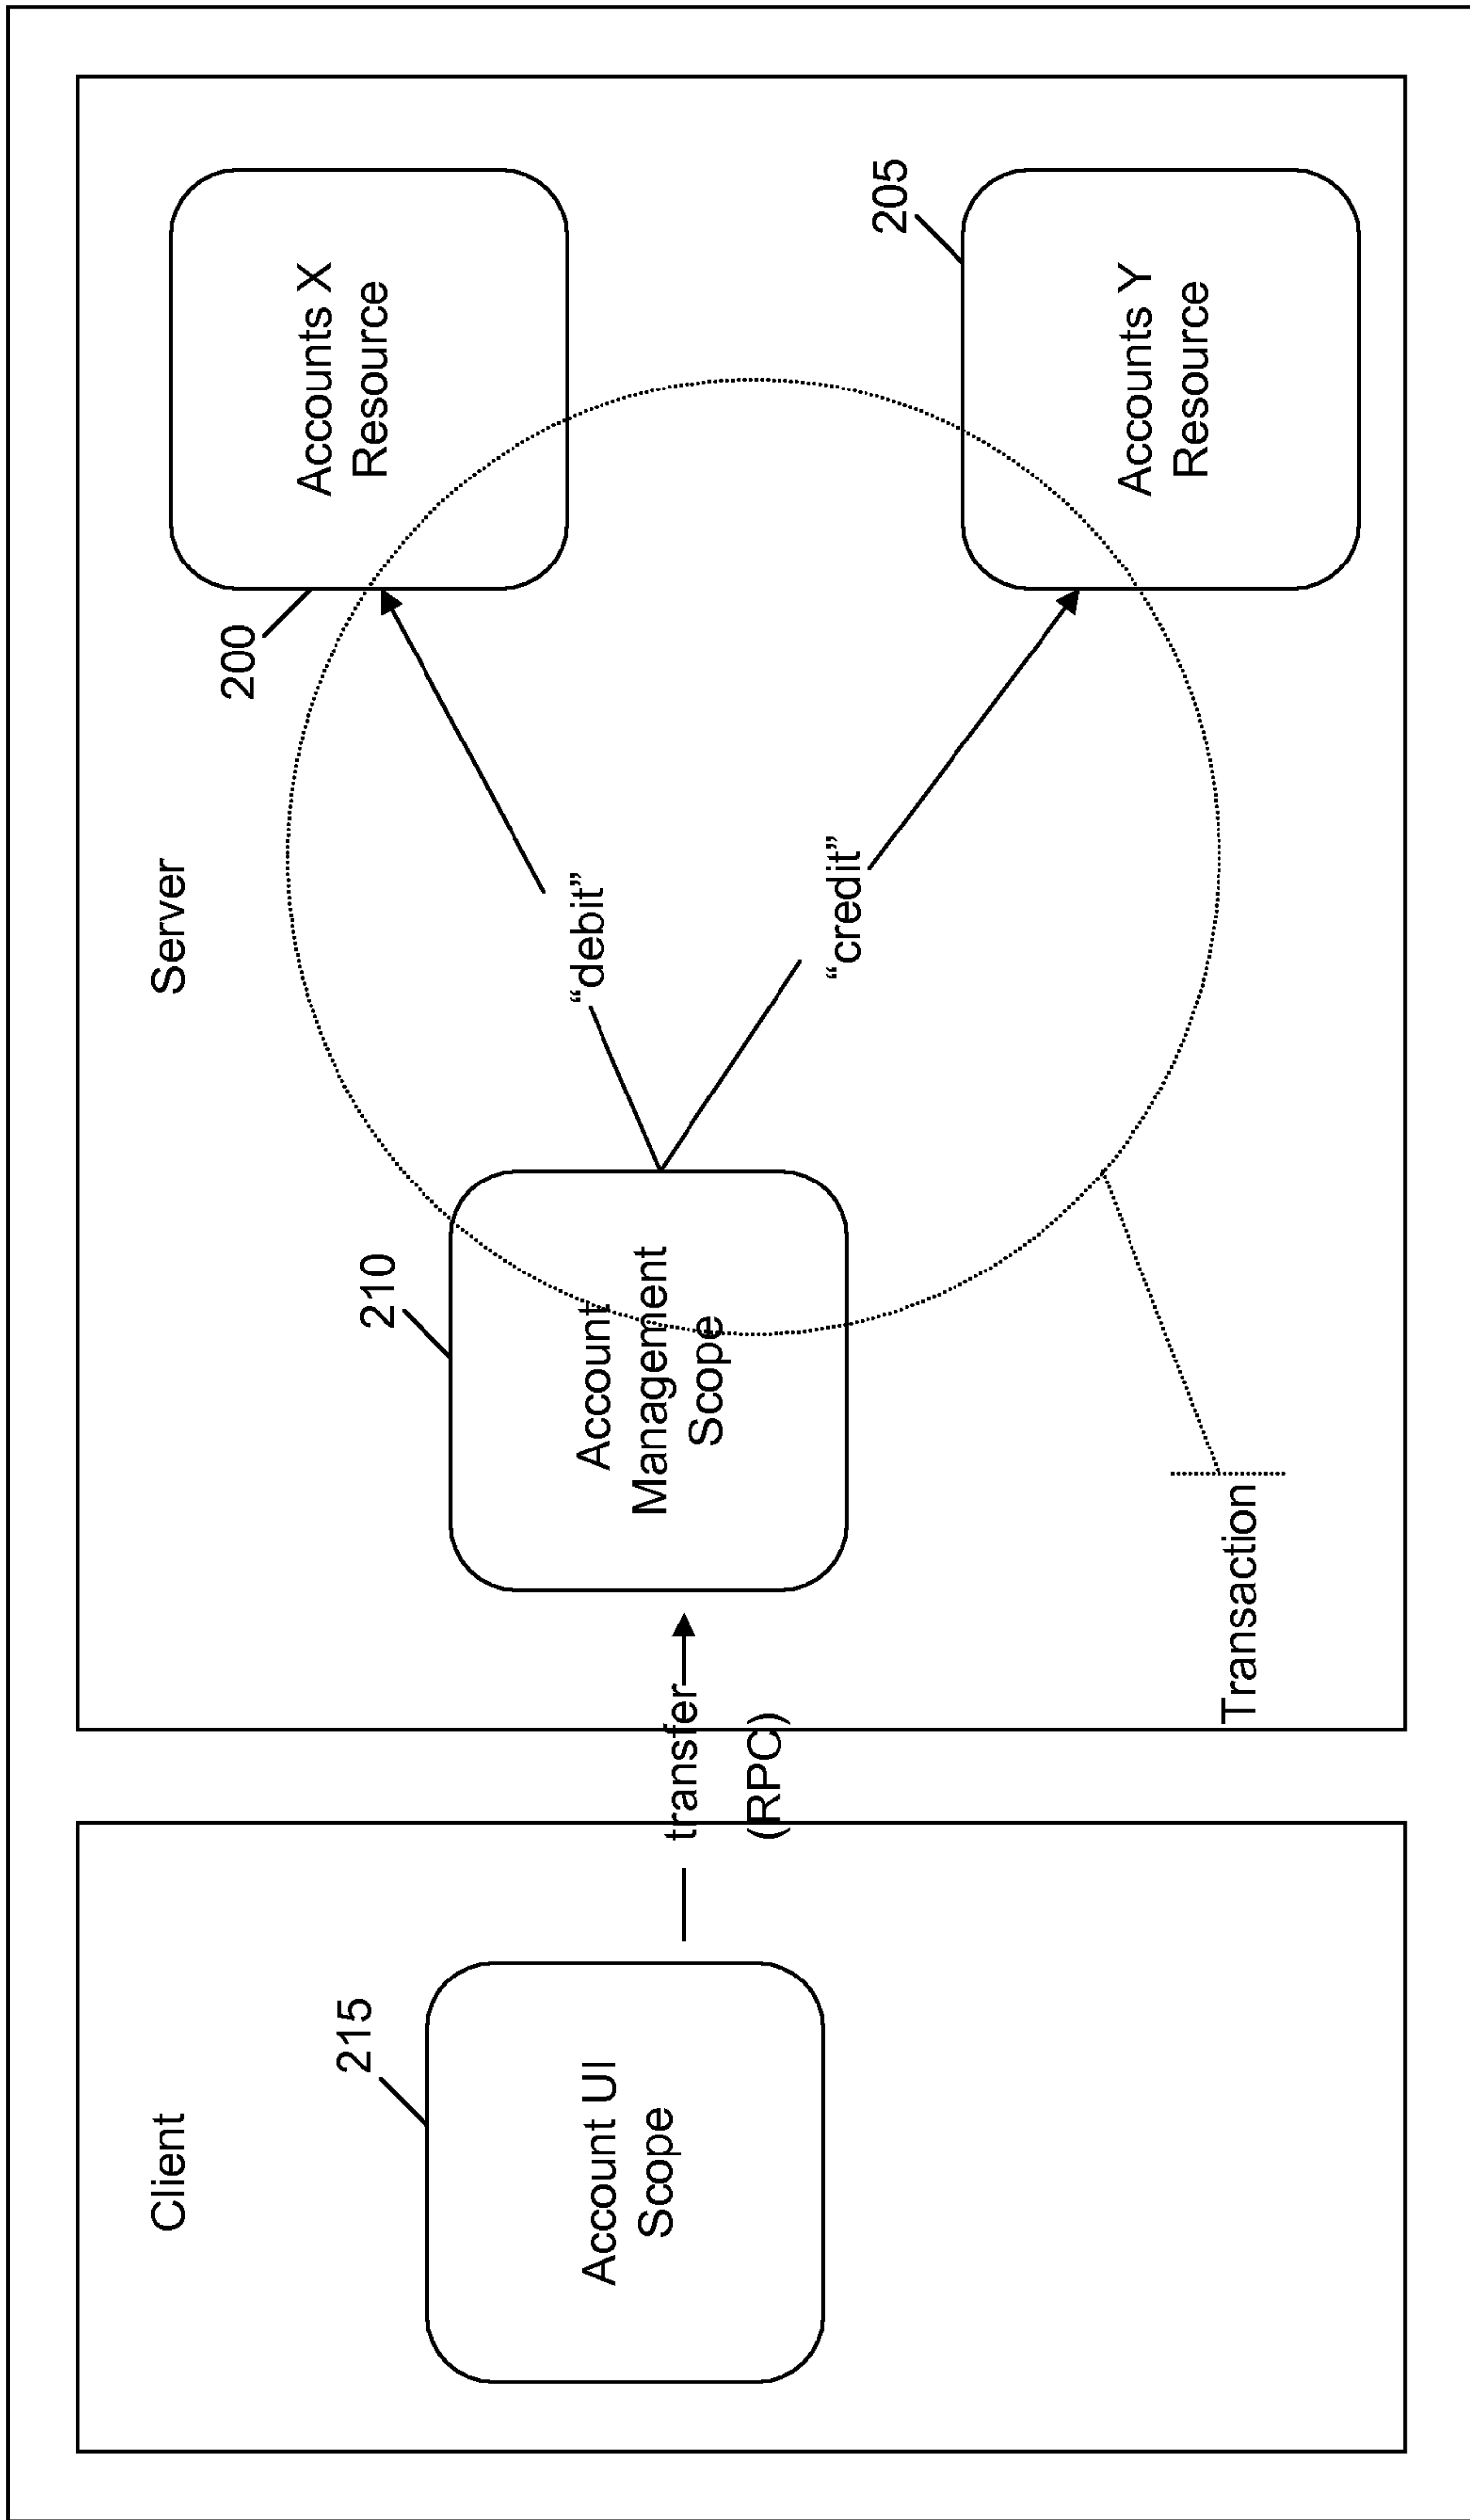 Client
215
Account UI
Scope
transfer
(RPC)
Server
210
Account
Management
Scope
“debit”
“credit”
200
Accounts X
Resource
205
Accounts Y
Resource
Transaction